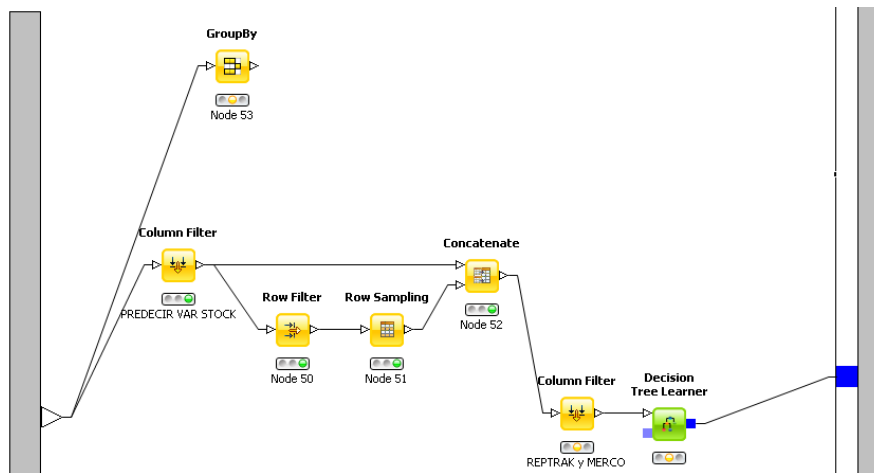 GroupBy
Node 53
Column Filter
PREDECIR VAR STOCK
Concatenate
Node 52
Row Filter
Node 50
Row Sampling
Node 51
Column Filter
REPTRAK y MERCO
Decision
Tree Learner